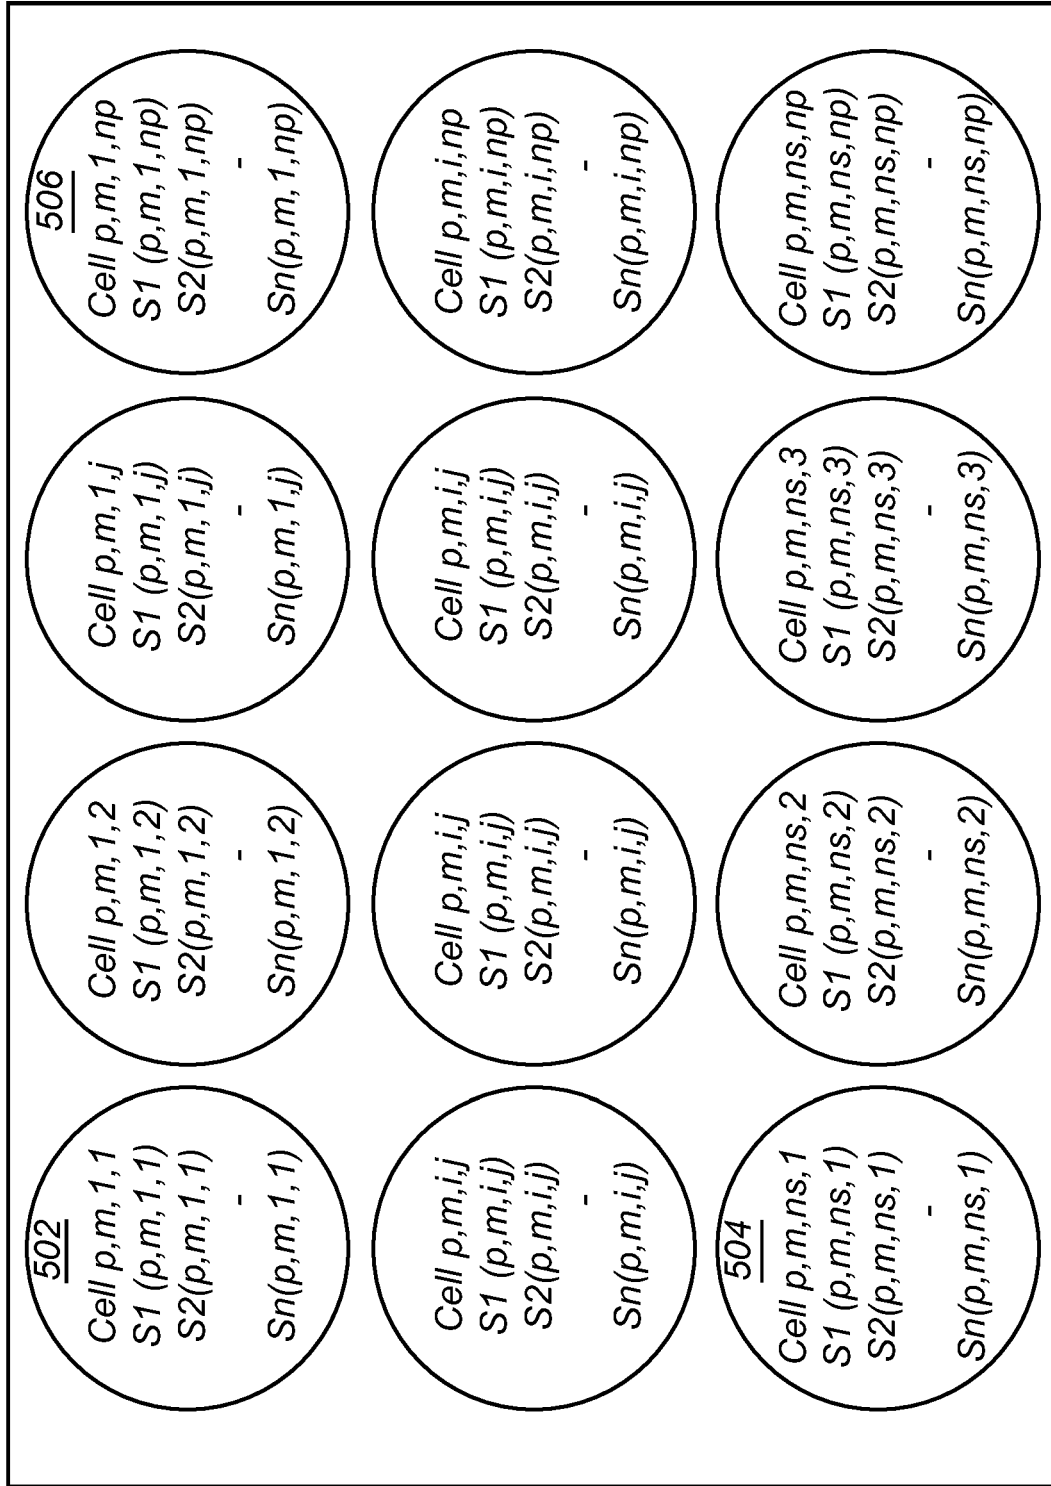 502
Cell p,m,1,1
S1 (p,m,1,1)
S2(p,m,1,1)
-
Sn(p,m,1,1)
Cell p,m,1,2
S1 (p,m,1,2)
S2(p,m,1,2)
-
Sn(p,m,1,2)
Cell p,m,1,j
S1 (p,m,1,j)
S2(p,m,1,j)
-
Sn(p,m,1,j)
506
Cell p,m,1,np
S1 (p,m,1,np)
S2(p,m,1,np)
-
Sn(p,m,1,np)
Cell p,m,i,j
S1 (p,m,i,j)
S2(p,m,i,j)
-
Sn(p,m,i,j)
Cell p,m,i,j
S1 (p,m,i,j)
S2(p,m,i,j)
-
Sn(p,m,i,j)
Cell p,m,i,j
S1 (p,m,i,j)
S2(p,m,i,j)
-
Sn(p,m,i,j)
Cell p,m,i,np
S1 (p,m,i,np)
S2(p,m,i,np)
-
Sn(p,m,i,np)
504
Cell p,m,ns,1
S1 (p,m,ns,1)
S2(p,m,ns,1)
-
Sn(p,m,ns,1)
Cell p,m,ns,2
S1 (p,m,ns,2)
S2(p,m,ns,2)
-
Sn(p,m,ns,2)
Cell p,m,ns,3
S1 (p,m,ns,3)
S2(p,m,ns,3)
-
Sn(p,m,ns,3)
Cell p,m,ns,np
S1 (p,m,ns,np)
S2(p,m,ns,np)
-
Sn(p,m,ns,np)